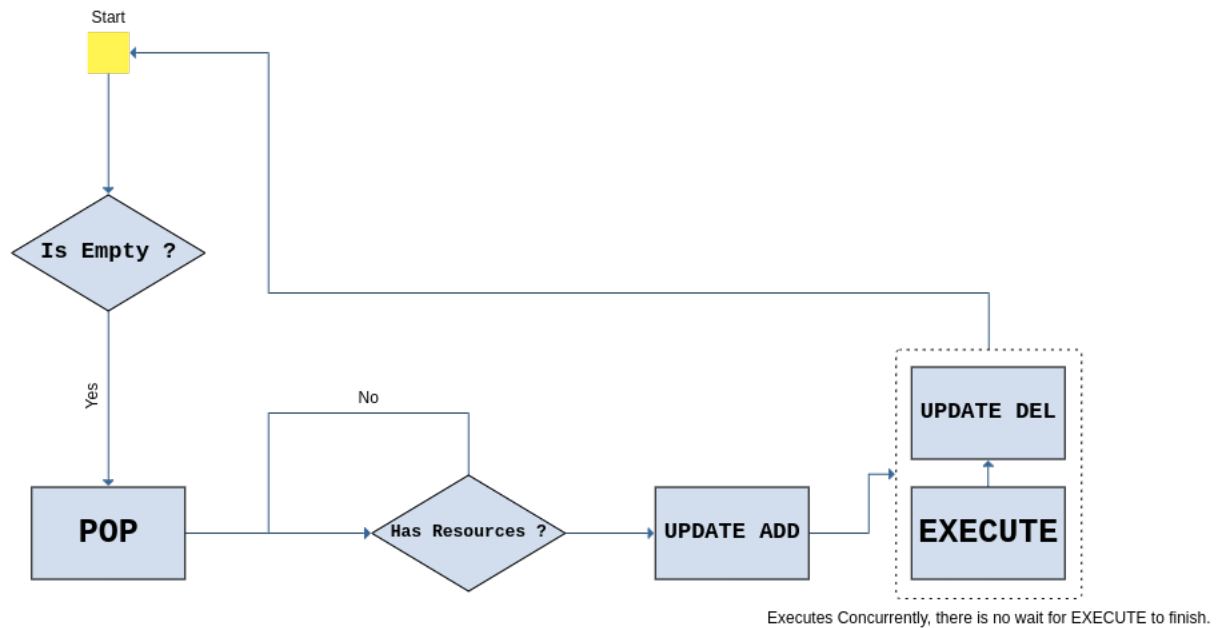 Start
Is Empty ?
Yes
No
POP
Has Resources ?
UPDATE ADD
UPDATE DEL
EXECUTE
Executes Concurrently, there is no wait for EXECUTE to finish.